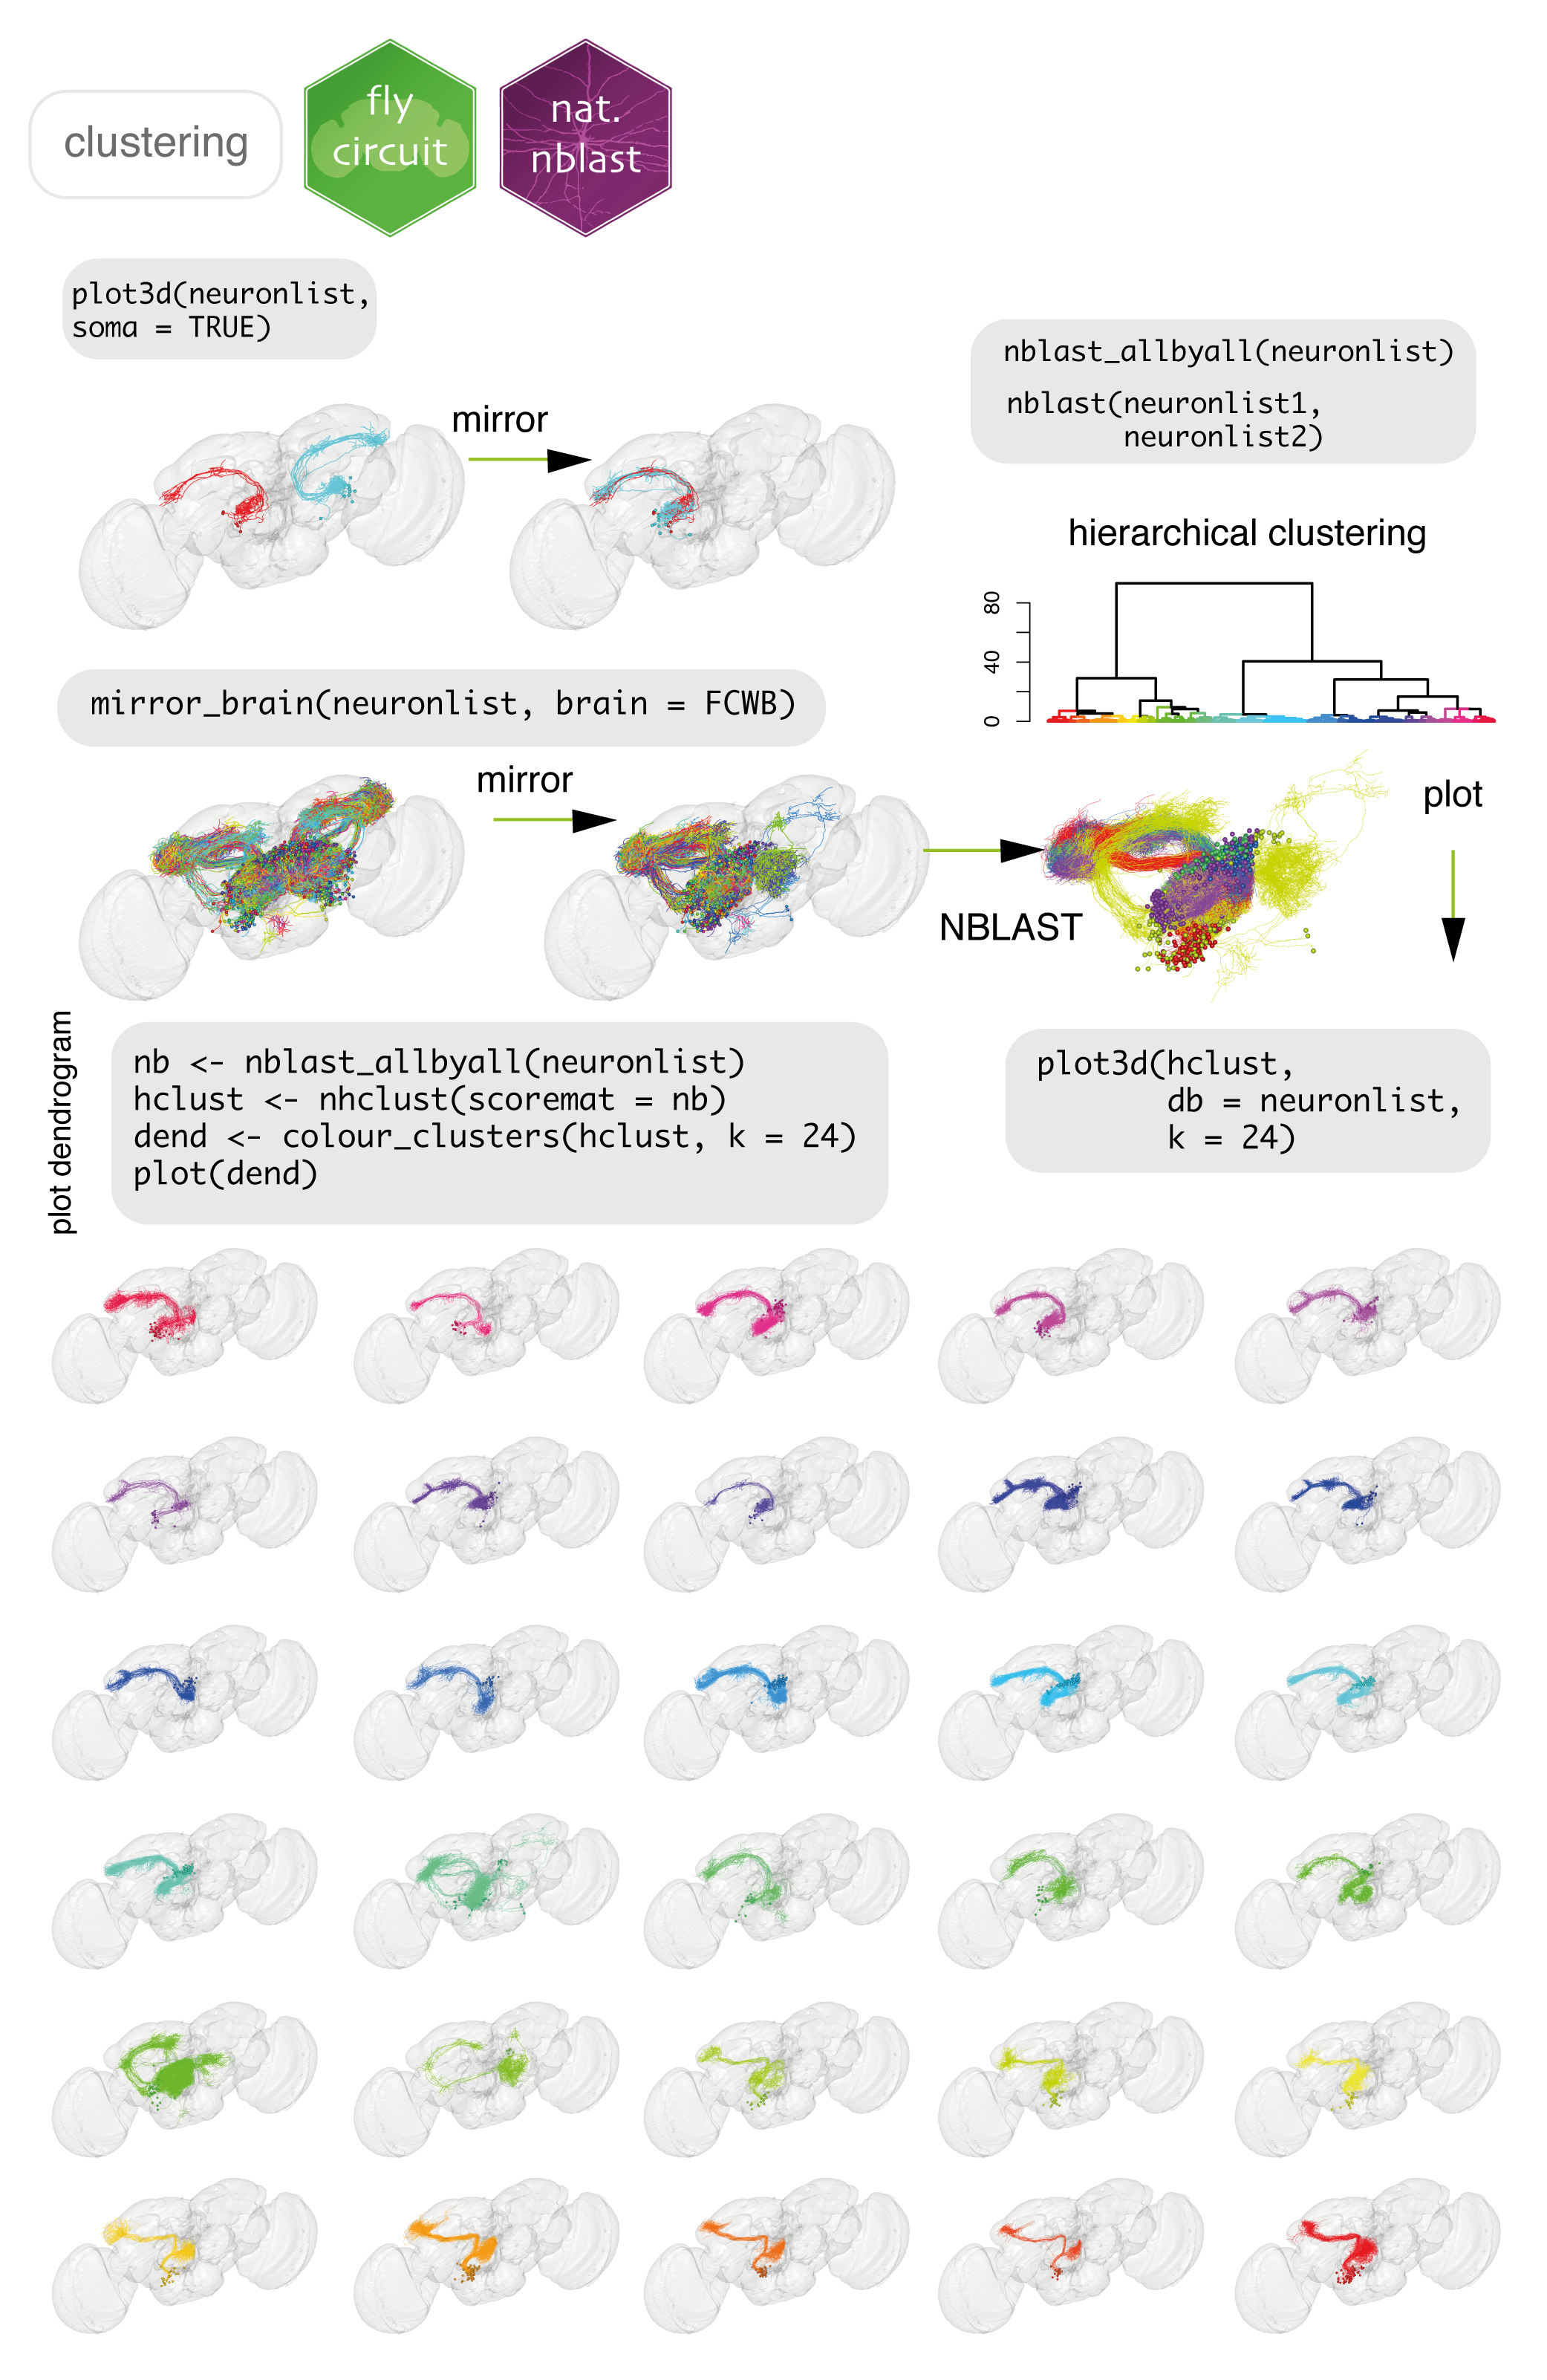 clustering
fly
circuit
nat.
nblast
plot3d(neuronlist,
soma = TRUE)
mirror
nblast_allbyall(neuronlist)
nblast(neuronlist1,
neuronlist2)
hierarchical clustering
80
40
0
mirror_brain(neuronlist, brain = FCWB)
mirror
NBLAST
plot
plot dendrogram
nb <- nblast_allbyall(neuronlist)
hclust <- nhclust(scoremat = nb)
dend <- colour_clusters(hclust, k = 24)
plot(dend)
plot3d(hclust,
db = neuronlist,
k = 24)